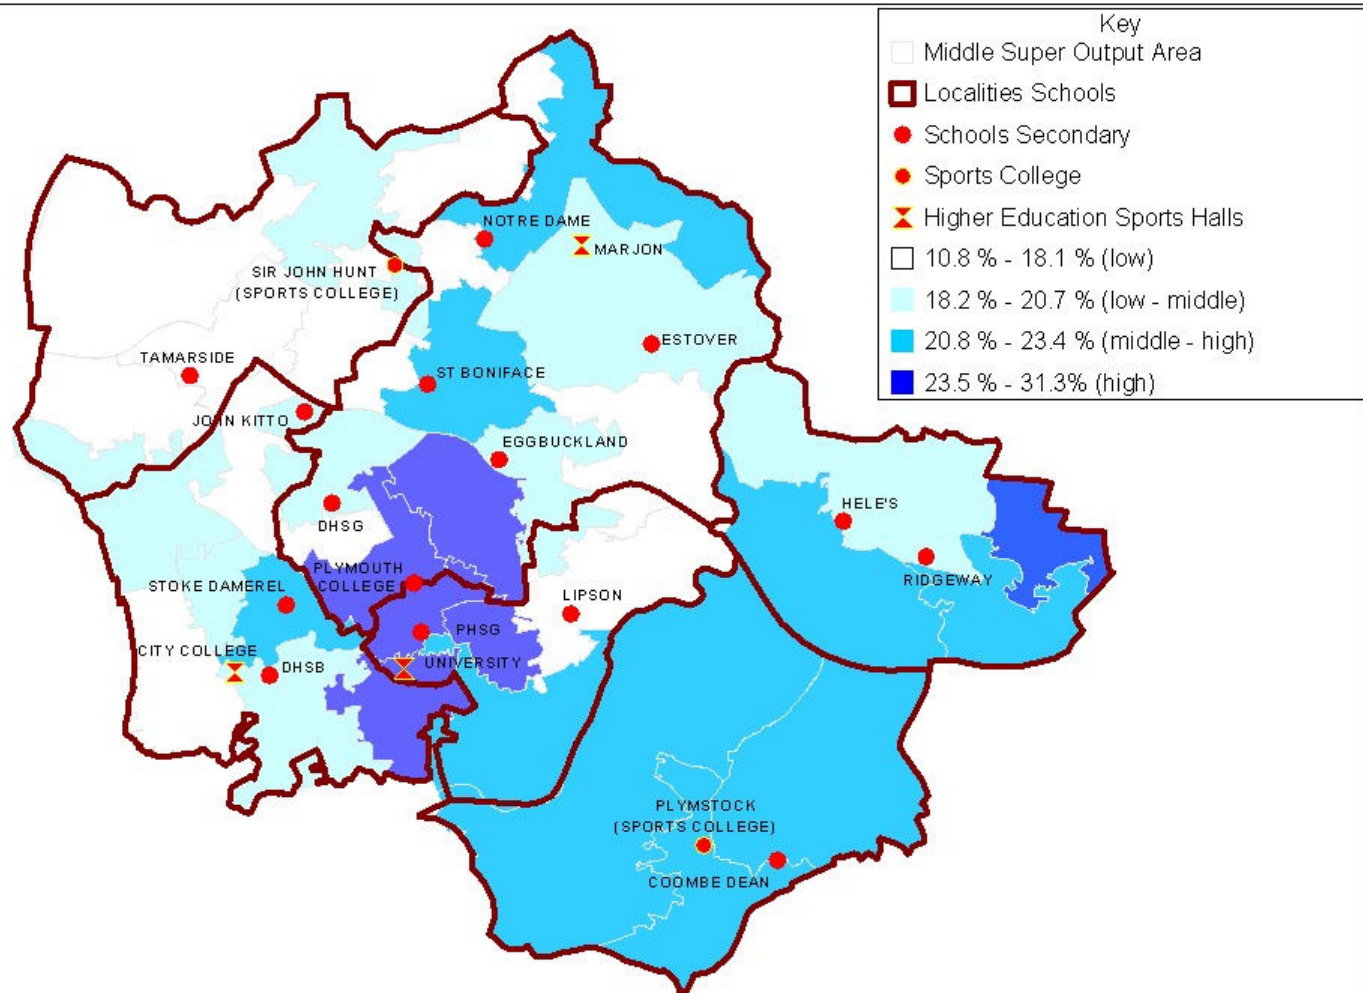 Key
Middle Super Output Area
Localities Schools
Schools Secondary
Sports College
Higher Education Sports Halls
10.8 % - 18.1 % (low)
18.2 % - 20.7 % (low - middle)
20.8 % - 23.4 % (middle - high)
23.5 % - 31.3% (high)
NOTRE DAME
MARJON
SIR JOHN HUNT
(SPORTS COLLEGE)
ESTOVER
TAMARSIDE
ST BONIFACE
JOHN KITTO
EGGBUCKLAND
HELE'S
DHSG
RIDGEWAY
PLYMOUTH
COLLEGE
STOKE DAMEREL
LIPSON
PHSG
CITY COLLEGE
UNIVERSITY
DHSB
PLYMSTOCK
(SPORTS COLLEGE)
COOMBE DEAN